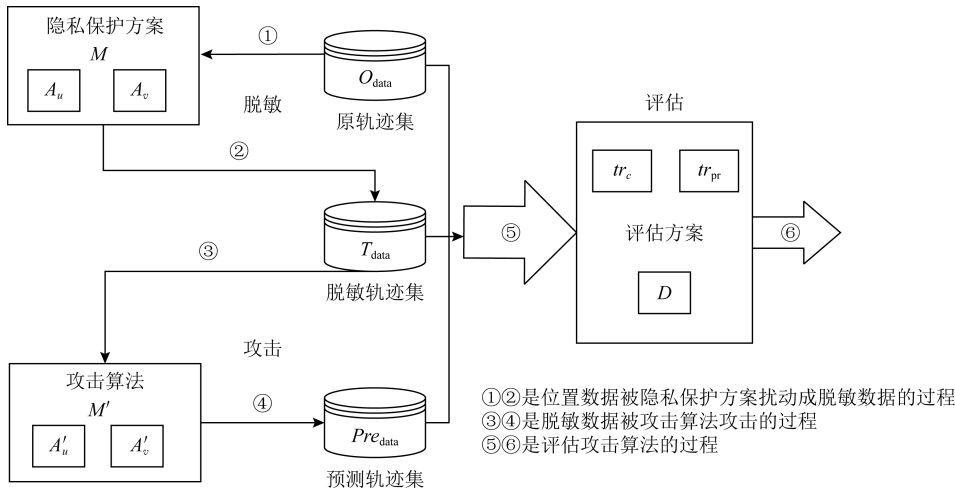 隐私保护方案
M
A_u
A_v
①
脱敏
O_data
原轨迹集
②
T_data
脱敏轨迹集
③
攻击
攻击算法
M′
A′_u
A′_v
④
Pre_data
预测轨迹集
⑤
评估
tr_c
tr_pr
评估方案
D
⑥
①②是位置数据被隐私保护方案扰动成脱敏数据的过程
③④是脱敏数据被攻击算法攻击的过程
⑤⑥是评估攻击算法的过程